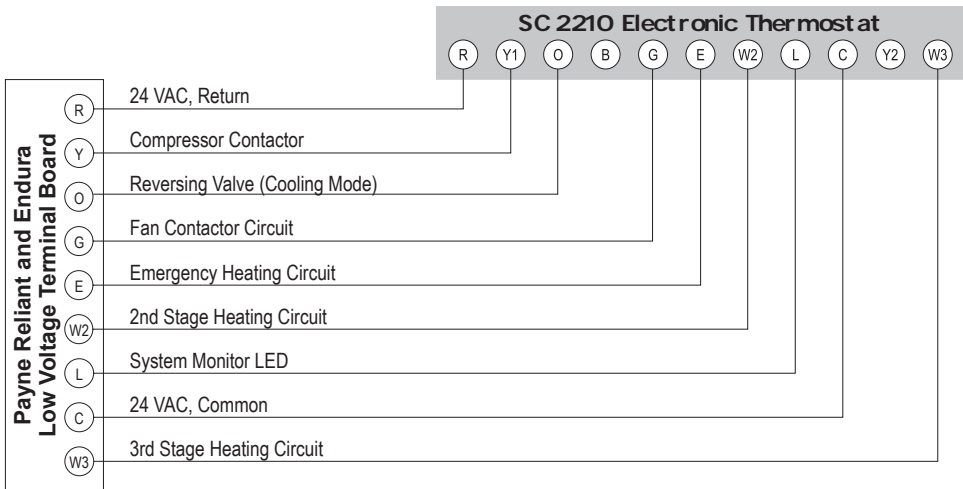 SC 2210 Electronic Thermostat
R Y1 O B G E W2 L C Y2 W3
Payne Reliant and Endura
Low Voltage Terminal Board
R 24 VAC, Return
Y Compressor Contactor
O Reversing Valve (Cooling Mode)
G Fan Contactor Circuit
E Emergency Heating Circuit
W2 2nd Stage Heating Circuit
L System Monitor LED
C 24 VAC, Common
W3 3rd Stage Heating Circuit